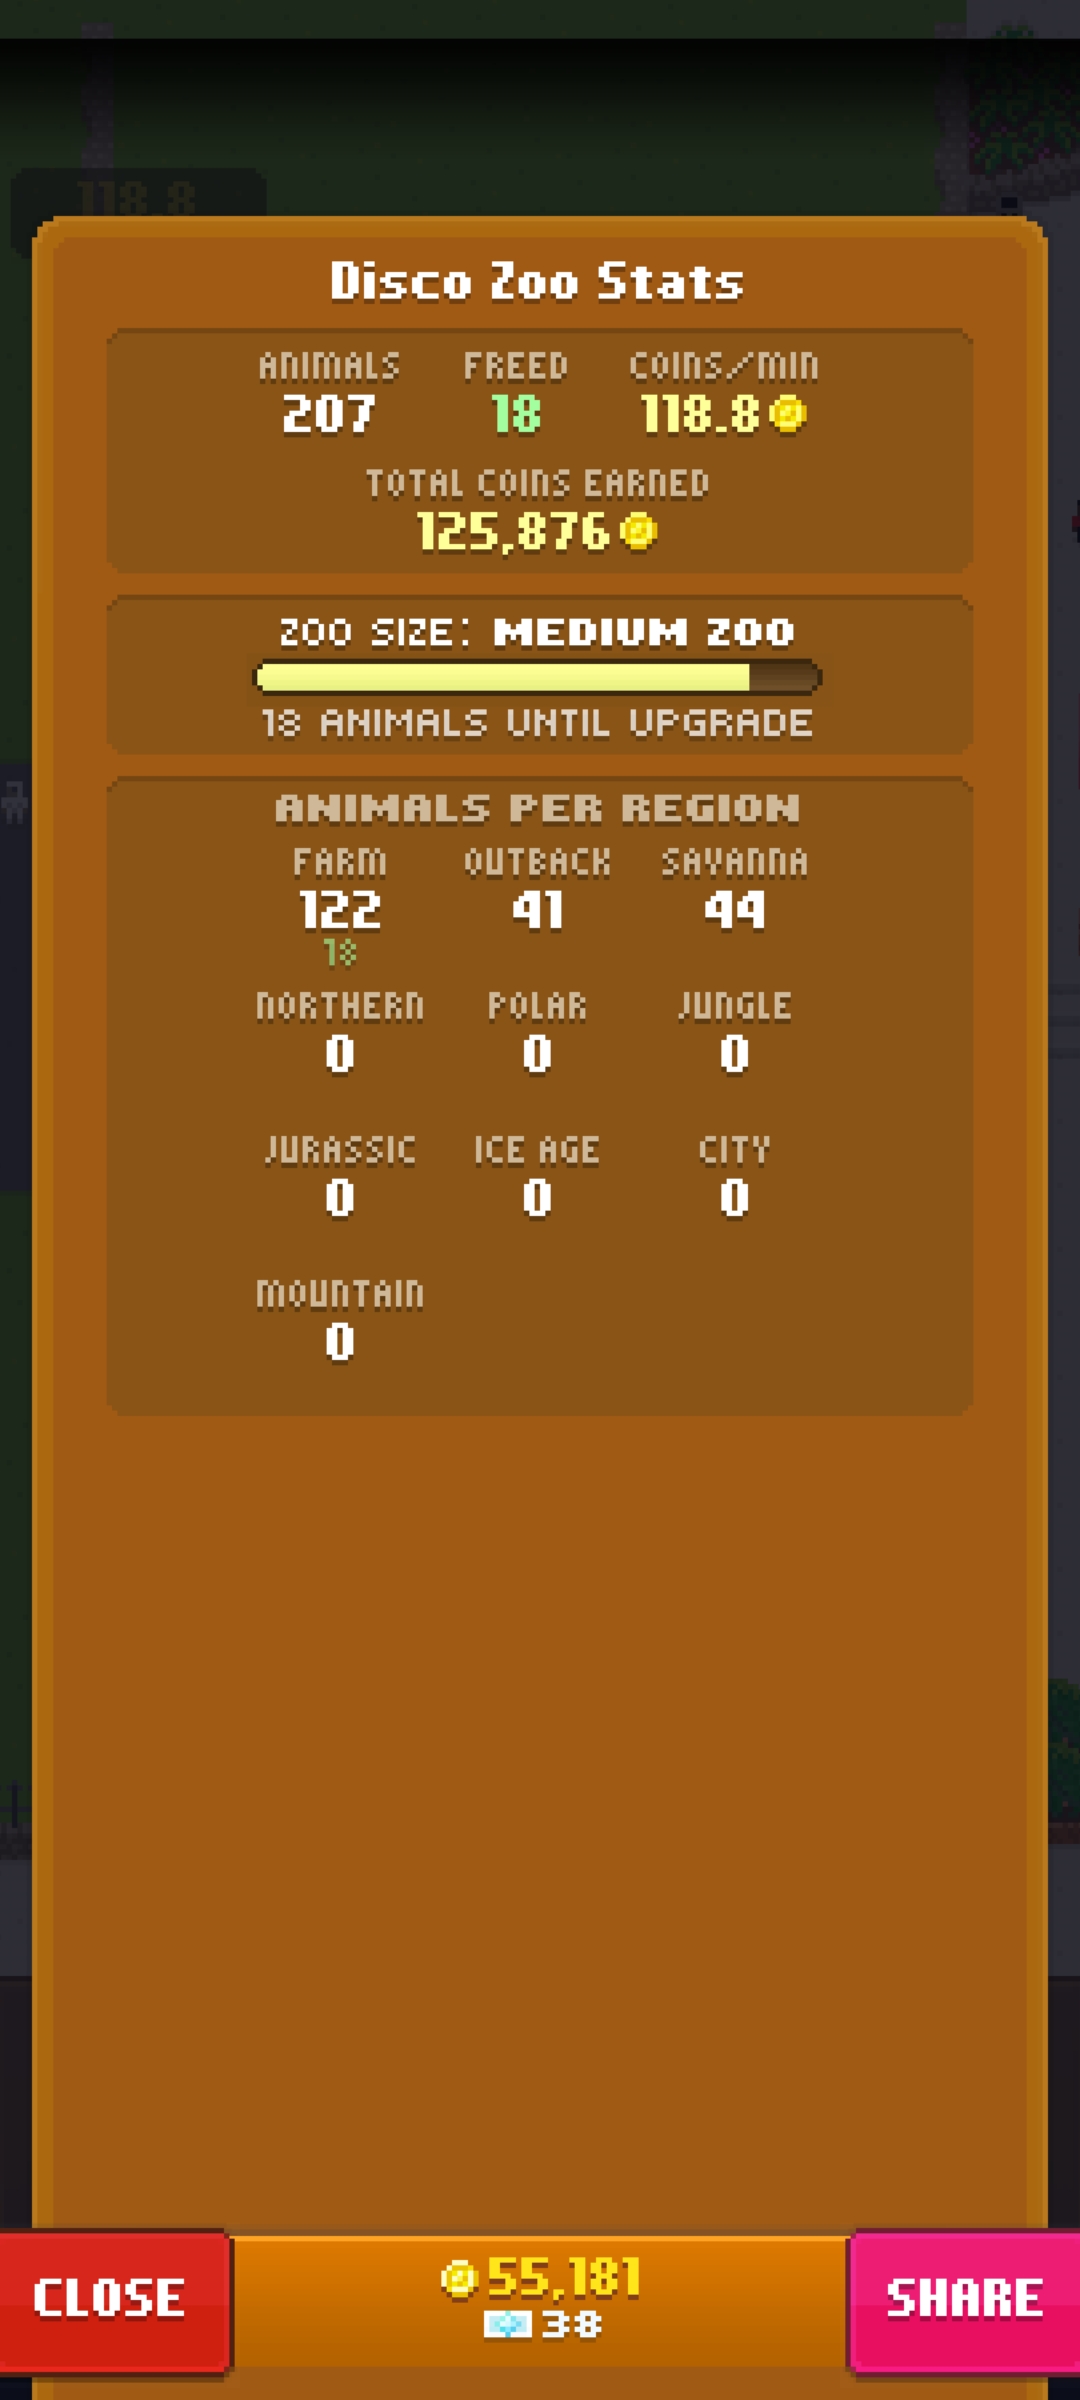 118.8
Disco Zoo Stats
ANIMALS FREED COINS/MIN
207 18 118.8
TOTAL COINS EARNED
125,876
ZOO SIZE: MEDIUM ZOO
18 ANIMALS UNTIL UPGRADE
ANIMALS PER REGION
FARM OUTBACK SAVANNA
122 41 44
18
NORTHERN POLAR JUNGLE
0 0 0
JURASSIC ICE AGE CITY
0 0 0
MOUNTAIN
0
CLOSE 55,181 SHARE
38